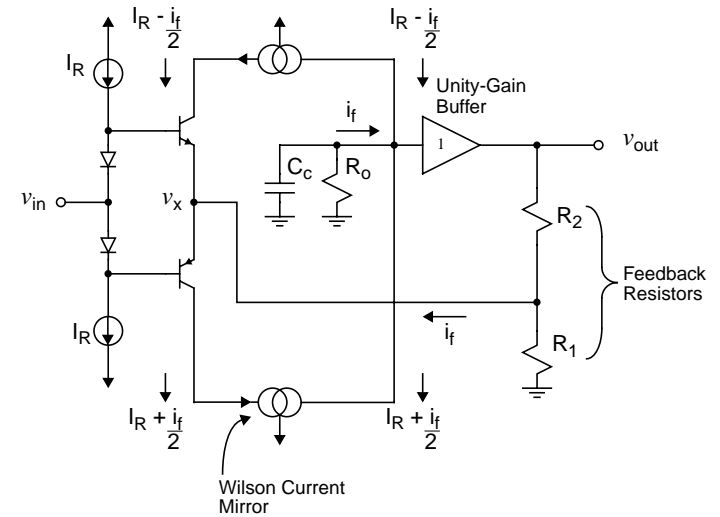 I_R - i_f/2
I_R - i_f/2
I_R
Unity-Gain
Buffer
i_f
1
v_out
C_c
R_o
v_in
v_x
R_2
Feedback
Resistors
i_f
R_1
I_R
I_R + i_f/2
I_R + i_f/2
Wilson Current
Mirror